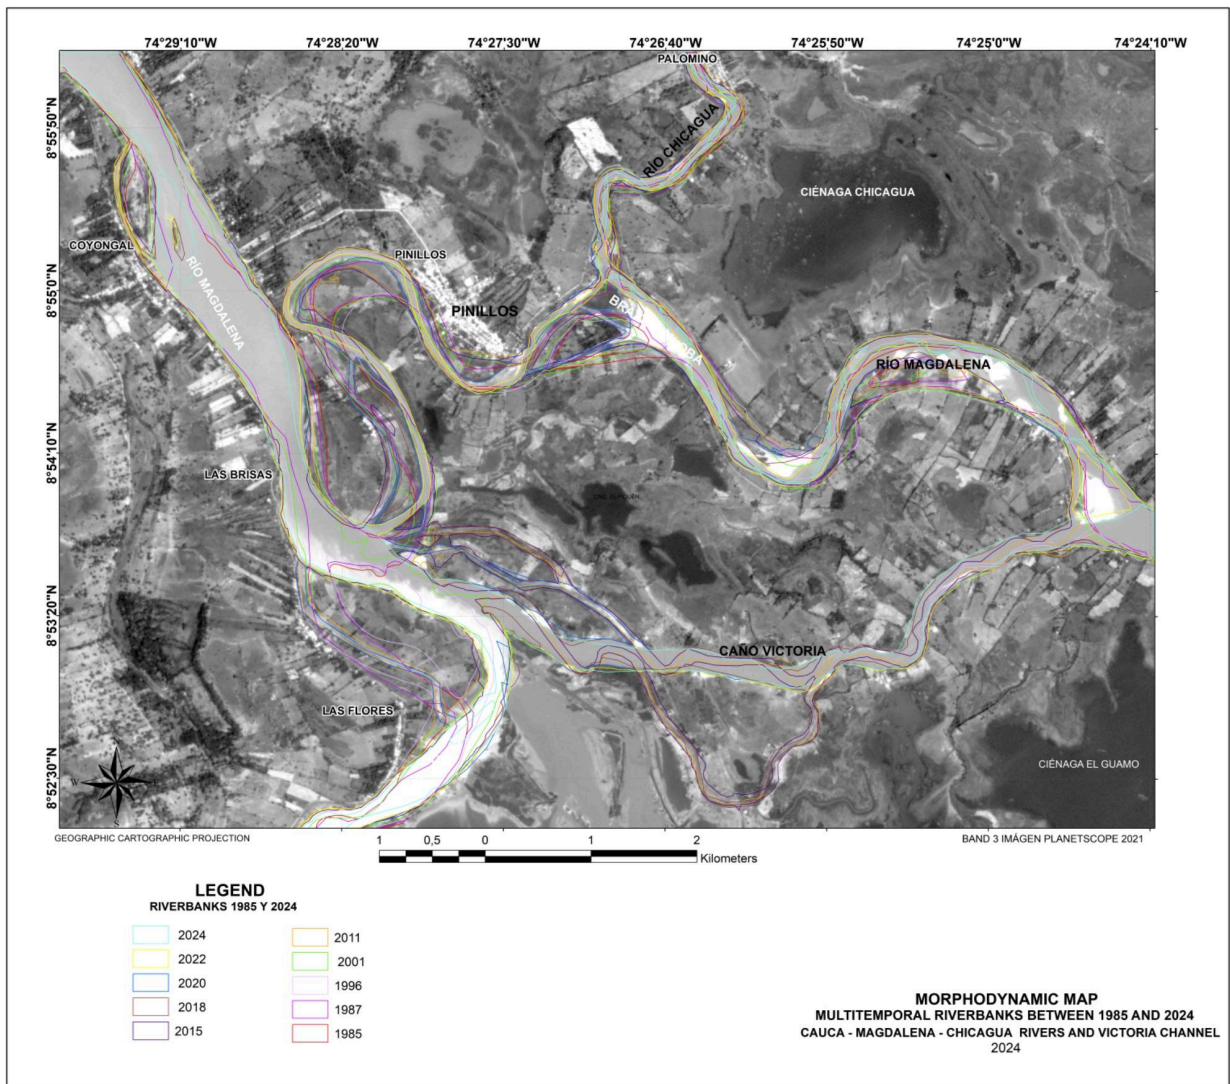 74°29'10"W 74°28'20"W 74°27'30"W 74°26'40"W 74°25'50"W 74°25'0"W 74°24'10"W
PALOMINO
8°55'50"N
RÍO CHICAGUA
CIÉNAGA CHICAGUA
COYONGAL
PINILLOS
RÍO MAGDALENA
8°55'0"N
PINILLOS
RÍO MAGDALENA
8°54'10"N
LAS BRISAS
8°53'20"N
CAÑO VICTORIA
LAS FLORES
CIÉNAGA EL GUAMO
8°52'30"N
W
S
GEOGRAPHIC CARTOGRAPHIC PROJECTION
BAND 3 IMÁGEN PLANETSCOPE 2021
1 0,5 0 1 2
Kilometers
LEGEND
RIVERBANKS 1985 Y 2024
2024
2022
2020
2018
2015
2011
2001
1996
1987
1985
MORPHODYNAMIC MAP
MULTITEMPORAL RIVERBANKS BETWEEN 1985 AND 2024
CAUCA - MAGDALENA - CHICAGUA RIVERS AND VICTORIA CHANNEL
2024